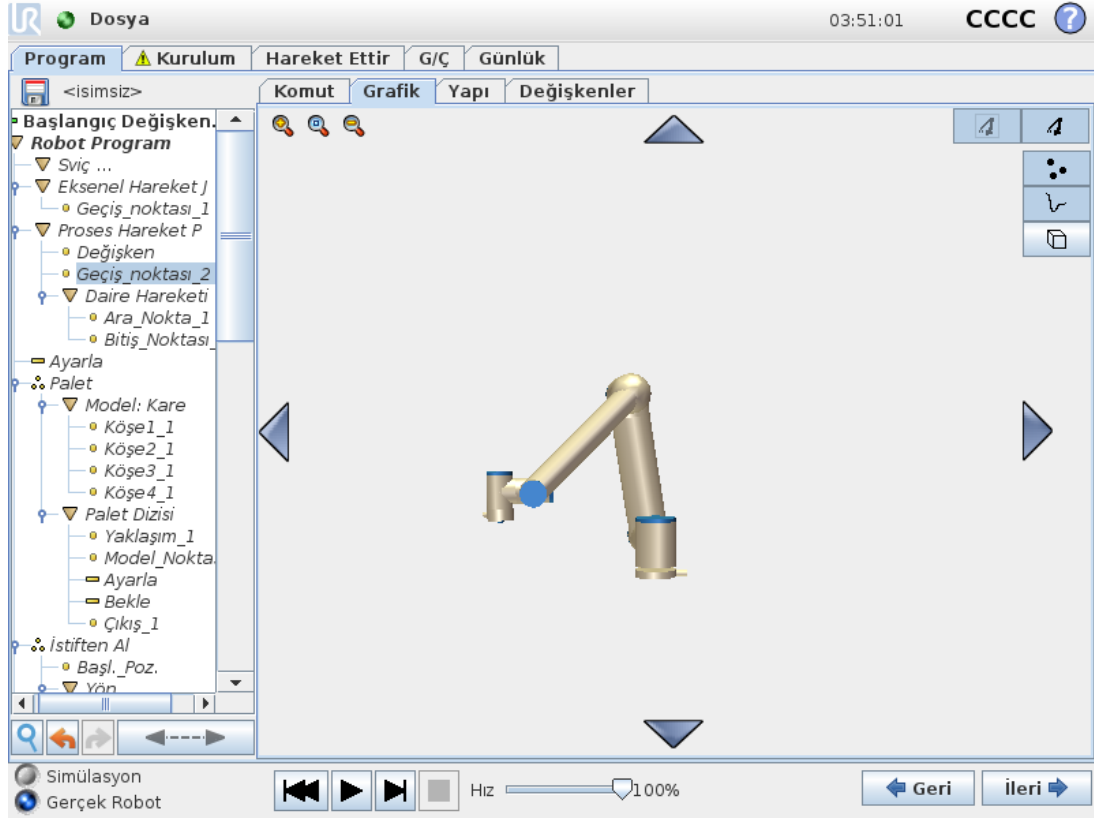 UR Dosya 03:51:01 CCCC ?
Program Kurulum Hareket Ettir G/Ç Günlük
<isimsiz> Komut Grafik Yapı Değişkenler
Başlangıç Değişken.
Robot Program
Sviç ...
Eksenel Hareket J
Geçiş_noktası_1
Proses Hareket P
Değişken
Geçiş_noktası_2
Daire Hareketi
Ara_Nokta_1
Bitiş_Noktası_
Ayarla
Palet
Model: Kare
Köşe1_1
Köşe2_1
Köşe3_1
Köşe4_1
Palet Dizisi
Yaklaşım_1
Model_Nokta
Ayarla
Bekle
Çıkış_1
İstiften Al
Başl._Poz.
Yön
Simülasyon
Gerçek Robot
Hız 100% Geri İleri